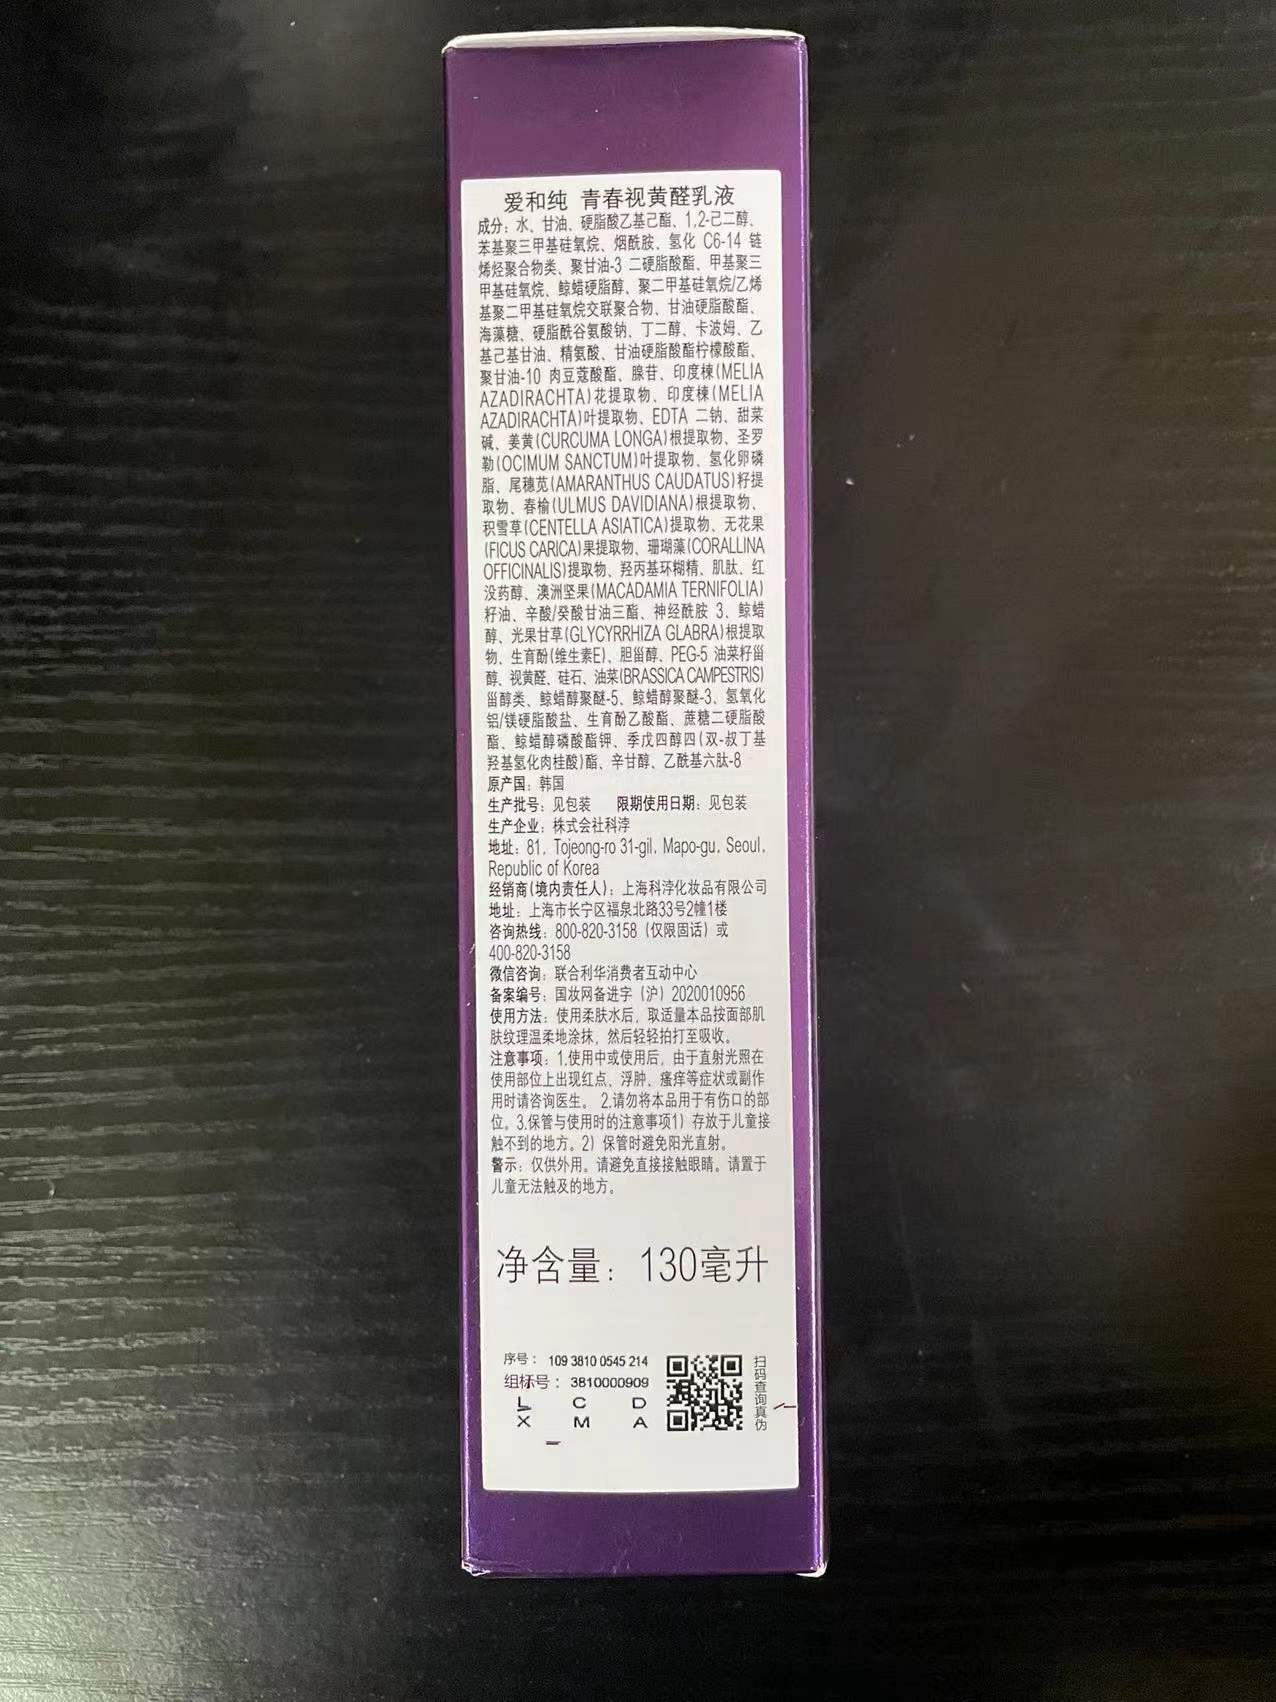 爱和纯 青春视黄醛乳液
成分：水、甘油、硬脂酸乙基己酯、1,2-己二醇、
苯基聚三甲基硅氧烷、烟酰胺、氢化 C6-14 链
烯烃聚合物类、聚甘油-3 二硬脂酸酯、甲基聚三
甲基硅氧烷、鲸蜡硬脂醇、聚二甲基硅氧烷/乙烯
基聚二甲基硅氧烷交联聚合物、甘油硬脂酸酯、
海藻糖、硬脂酰谷氨酸钠、丁二醇、卡波姆、乙
基己基甘油、精氨酸、甘油硬脂酸酯柠檬酸酯、
聚甘油-10 肉豆蔻酸酯、腺苷、印度楝(MELIA
AZADIRACHTA)花提取物、印度楝(MELIA
AZADIRACHTA)叶提取物、EDTA 二钠、甜菜
碱、姜黄(CURCUMA LONGA)根提取物、圣罗
勒(OCIMUM SANCTUM)叶提取物、氢化卵磷
脂、尾穗苋(AMARANTHUS CAUDATUS)籽提
取物、春榆(ULMUS DAVIDIANA)根提取物、
积雪草(CENTELLA ASIATICA)提取物、无花果
(FICUS CARICA)果提取物、珊瑚藻(CORALLINA
OFFICINALIS)提取物、羟丙基环糊精、肌肽、红
没药醇、澳洲坚果(MACADAMIA TERNIFOLIA)
籽油、辛酸/癸酸甘油三酯、神经酰胺 3、鲸蜡
醇、光果甘草(GLYCYRRHIZA GLABRA)根提取
物、生育酚(维生素E)、胆甾醇、PEG-5 油菜籽甾
醇、视黄醛、硅石、油菜(BRASSICA CAMPESTRIS)
甾醇类、鲸蜡醇聚醚-5、鲸蜡醇聚醚-3、氢氧化
铝/镁硬脂酸盐、生育酚乙酸酯、蔗糖二硬脂酸
酯、鲸蜡醇磷酸酯钾、季戊四醇四(双-叔丁基
羟基氢化肉桂酸)酯、辛甘醇、乙酰基六肽-8
原产国：韩国
生产批号：见包装 限期使用日期：见包装
生产企业：株式会社科浡
地址：81, Tojeong-ro 31-gil, Mapo-gu, Seoul,
Republic of Korea
经销商(境内责任人)：上海科浡化妆品有限公司
地址：上海市长宁区福泉北路33号2幢1楼
咨询热线：800-820-3158（仅限固话）或
400-820-3158
微信咨询：联合利华消费者互动中心
备案编号：国妆网备进字（沪）2020010956
使用方法：使用柔肤水后，取适量本品按面部肌
肤纹理温柔地涂抹，然后轻轻拍打至吸收。
注意事项：1.使用中或使用后，由于直射光照在
使用部位上出现红点、浮肿、瘙痒等症状或副作
用时请咨询医生。2.请勿将本品用于有伤口的部
位。3.保管与使用时的注意事项1）存放于儿童接
触不到的地方。2）保管时避免阳光直射。
警示：仅供外用。请避免直接接触眼睛。请置于
儿童无法触及的地方。
净含量：130毫升
序号：109 3810 0545 214
组标号：3810000909
L C D
X M A
扫码查询真伪